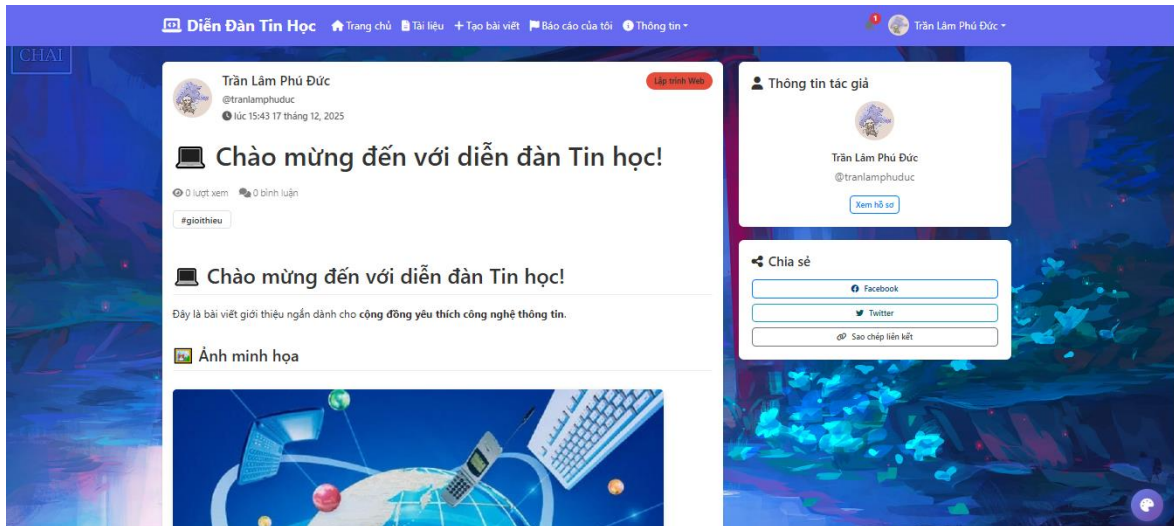 Diễn Đàn Tin Học Trang chủ Tài liệu + Tạo bài viết Báo cáo của tôi Thông tin 1 Trần Lâm Phú Đức
CHAI
Trần Lâm Phú Đức
@tranlamphuduc
lúc 15:43 17 tháng 12, 2025
Lập trình Web
Chào mừng đến với diễn đàn Tin học!
0 lượt xem 0 bình luận
#gioithieu
Chào mừng đến với diễn đàn Tin học!
Đây là bài viết giới thiệu ngắn dành cho cộng đồng yêu thích công nghệ thông tin.
Ảnh minh họa
Thông tin tác giả
Trần Lâm Phú Đức
@tranlamphuduc
Xem hồ sơ
Chia sẻ
Facebook
Twitter
Sao chép liên kết